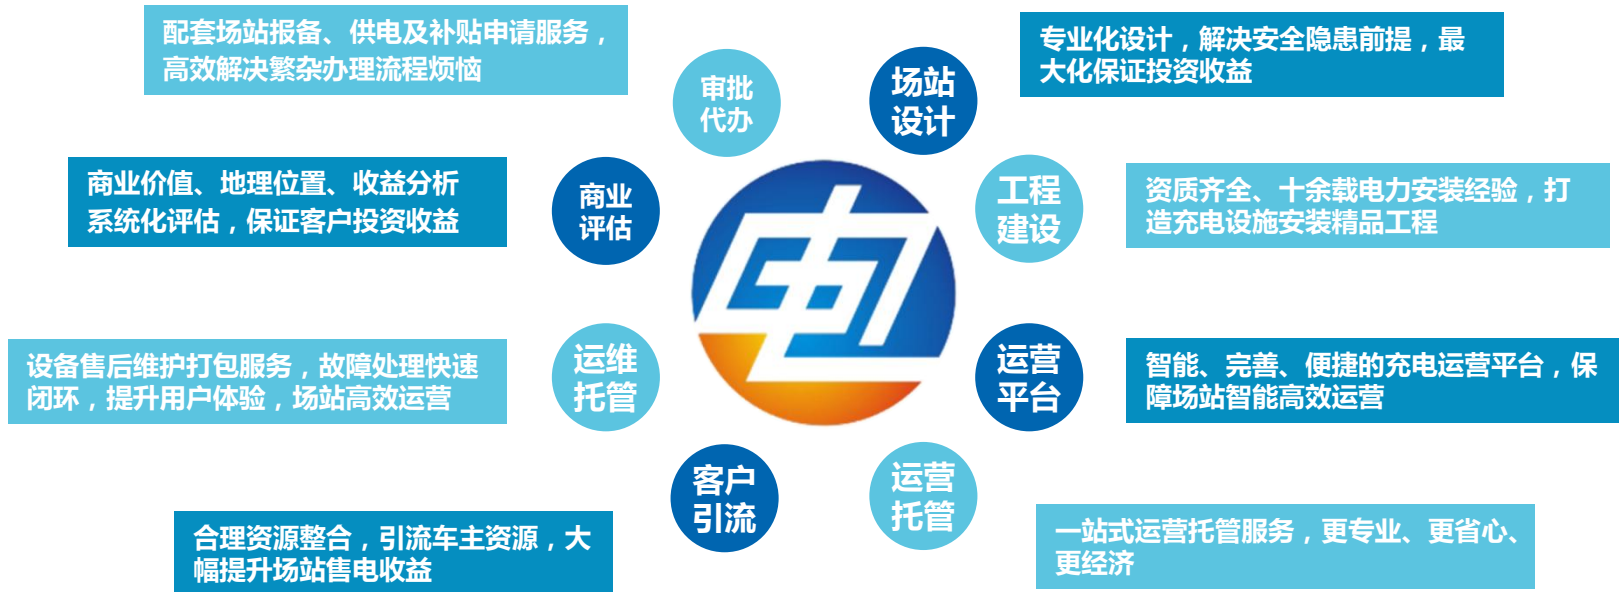 配套场站报备、供电及补贴申请服务，
高效解决繁杂办理流程烦恼
审批
代办
场站
设计
专业化设计，解决安全隐患前提，最
大化保证投资收益
商业价值、地理位置、收益分析
系统化评估，保证客户投资收益
商业
评估
工程
建设
资质齐全、十余载电力安装经验，打
造充电设施安装精品工程
设备售后维护打包服务，故障处理快速
闭环，提升用户体验，场站高效运营
运维
托管
运营
平台
智能、完善、便捷的充电运营平台，保
障场站智能高效运营
客户
引流
运营
托管
合理资源整合，引流车主资源，大
幅提升场站售电收益
一站式运营托管服务，更专业、更省心、
更经济